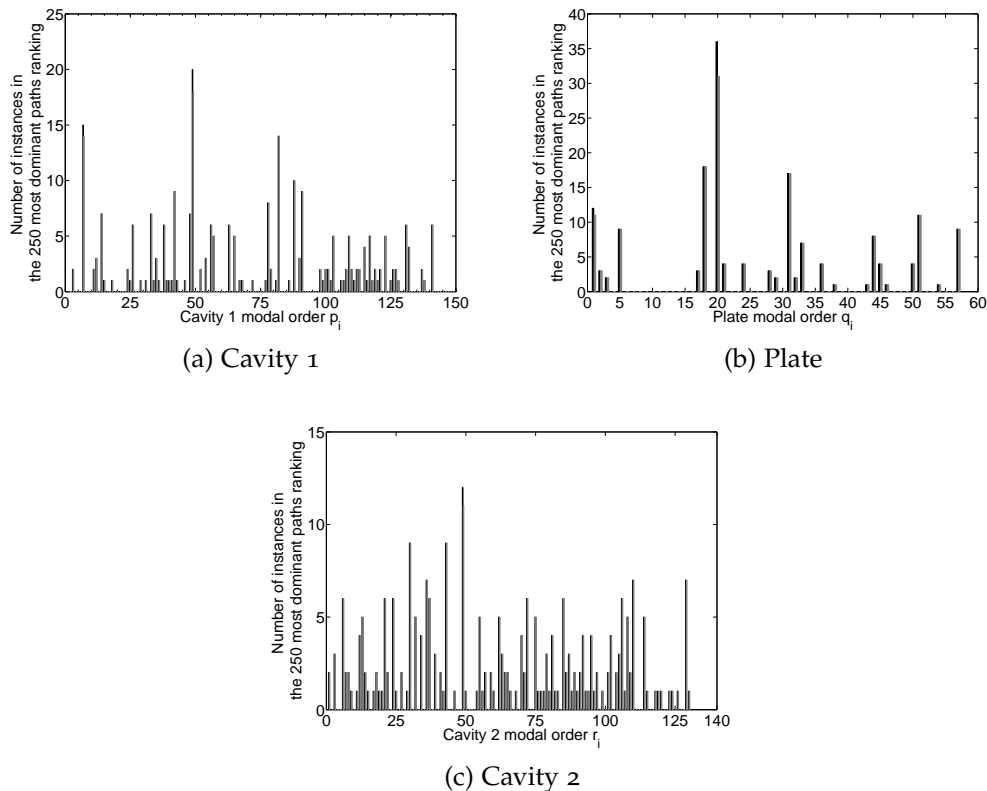 25
20
15
10
5
0
0 50 100 150
Number of instances in
the 250 most dominant paths ranking
Cavity 1 modal order p_i
(a) Cavity 1
40
35
30
25
20
15
10
5
0
0 5 10 15 20 25 30 35 40 45 50 55 60
Number of instances in
the 250 most dominant paths ranking
Plate modal order q_i
(b) Plate
15
10
5
0
0 25 50 75 100 125 140
Number of instances in
the 250 most dominant paths ranking
Cavity 2 modal order r_i
(c) Cavity 2